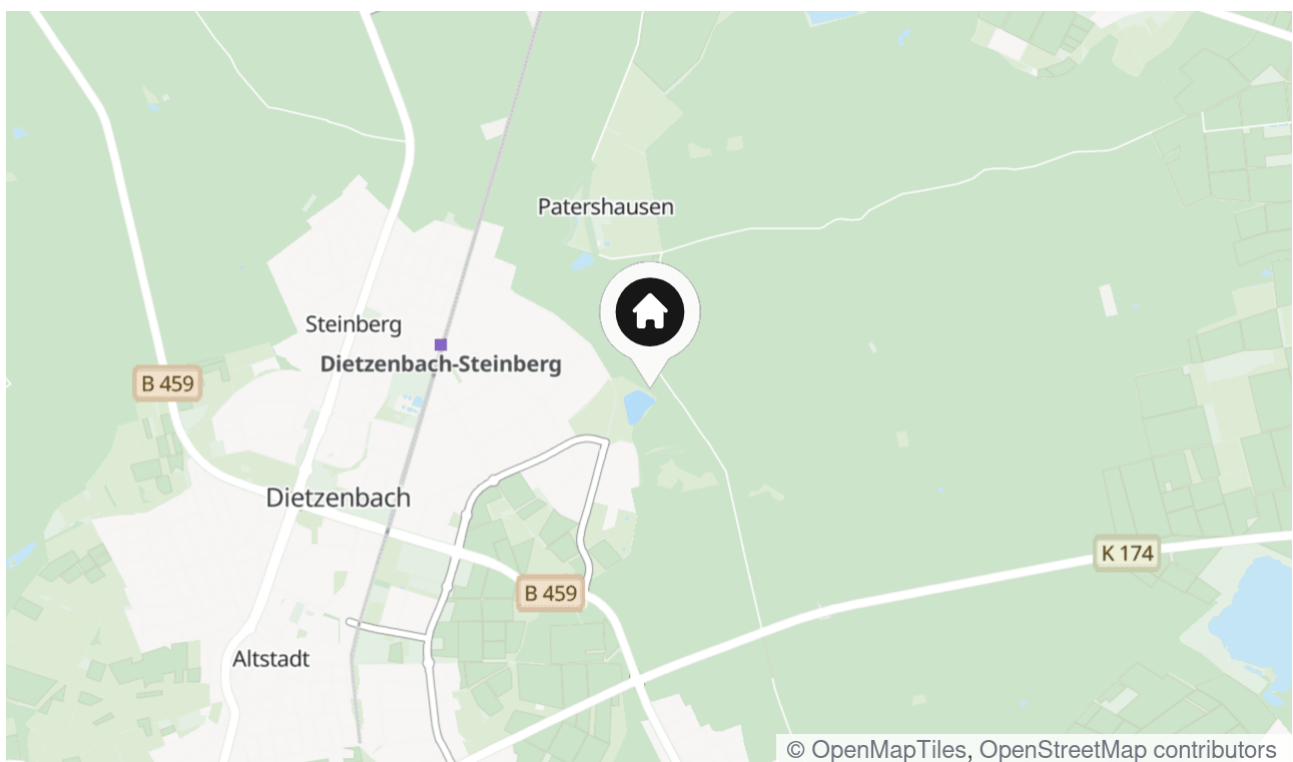 Patershausen
Steinberg
Dietzenbach-Steinberg
B 459
Dietzenbach
K 174
B 459
Altstadt
© OpenMapTiles, OpenStreetMap contributors